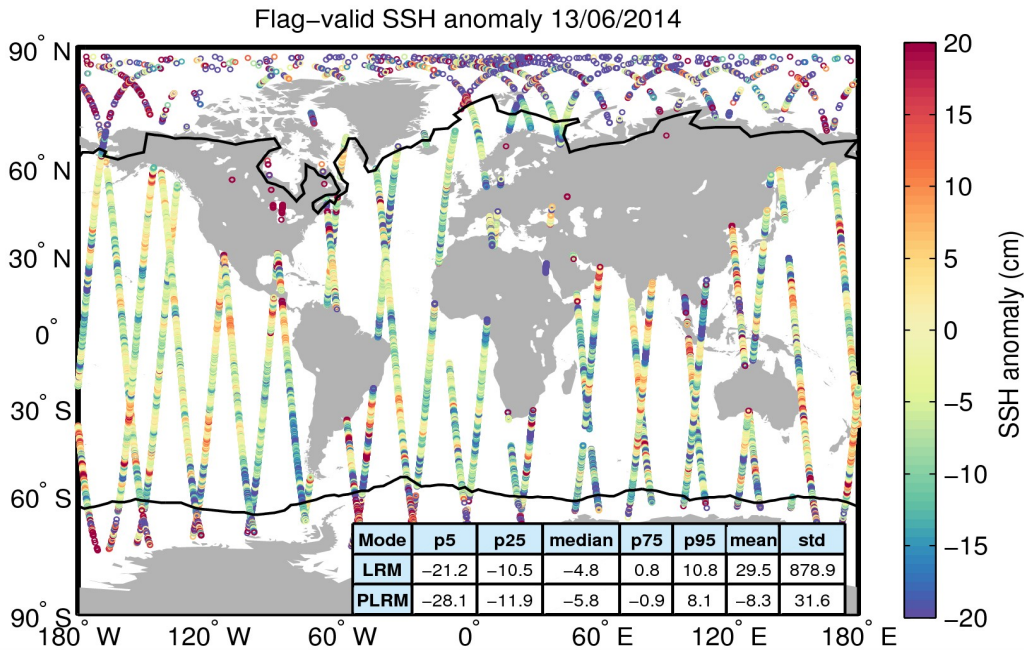 Flag−valid SSH anomaly 13/06/2014
90° N
60° N
30° N
0°
30° S
60° S
90° S
180° W 120° W 60° W 0° 60° E 120° E 180° E
Mode p5 p25 median p75 p95 mean std
LRM −21.2 −10.5 −4.8 0.8 10.8 29.5 878.9
PLRM −28.1 −11.9 −5.8 −0.9 8.1 −8.3 31.6
20
15
10
5
0
−5
−10
−15
−20
SSH anomaly (cm)